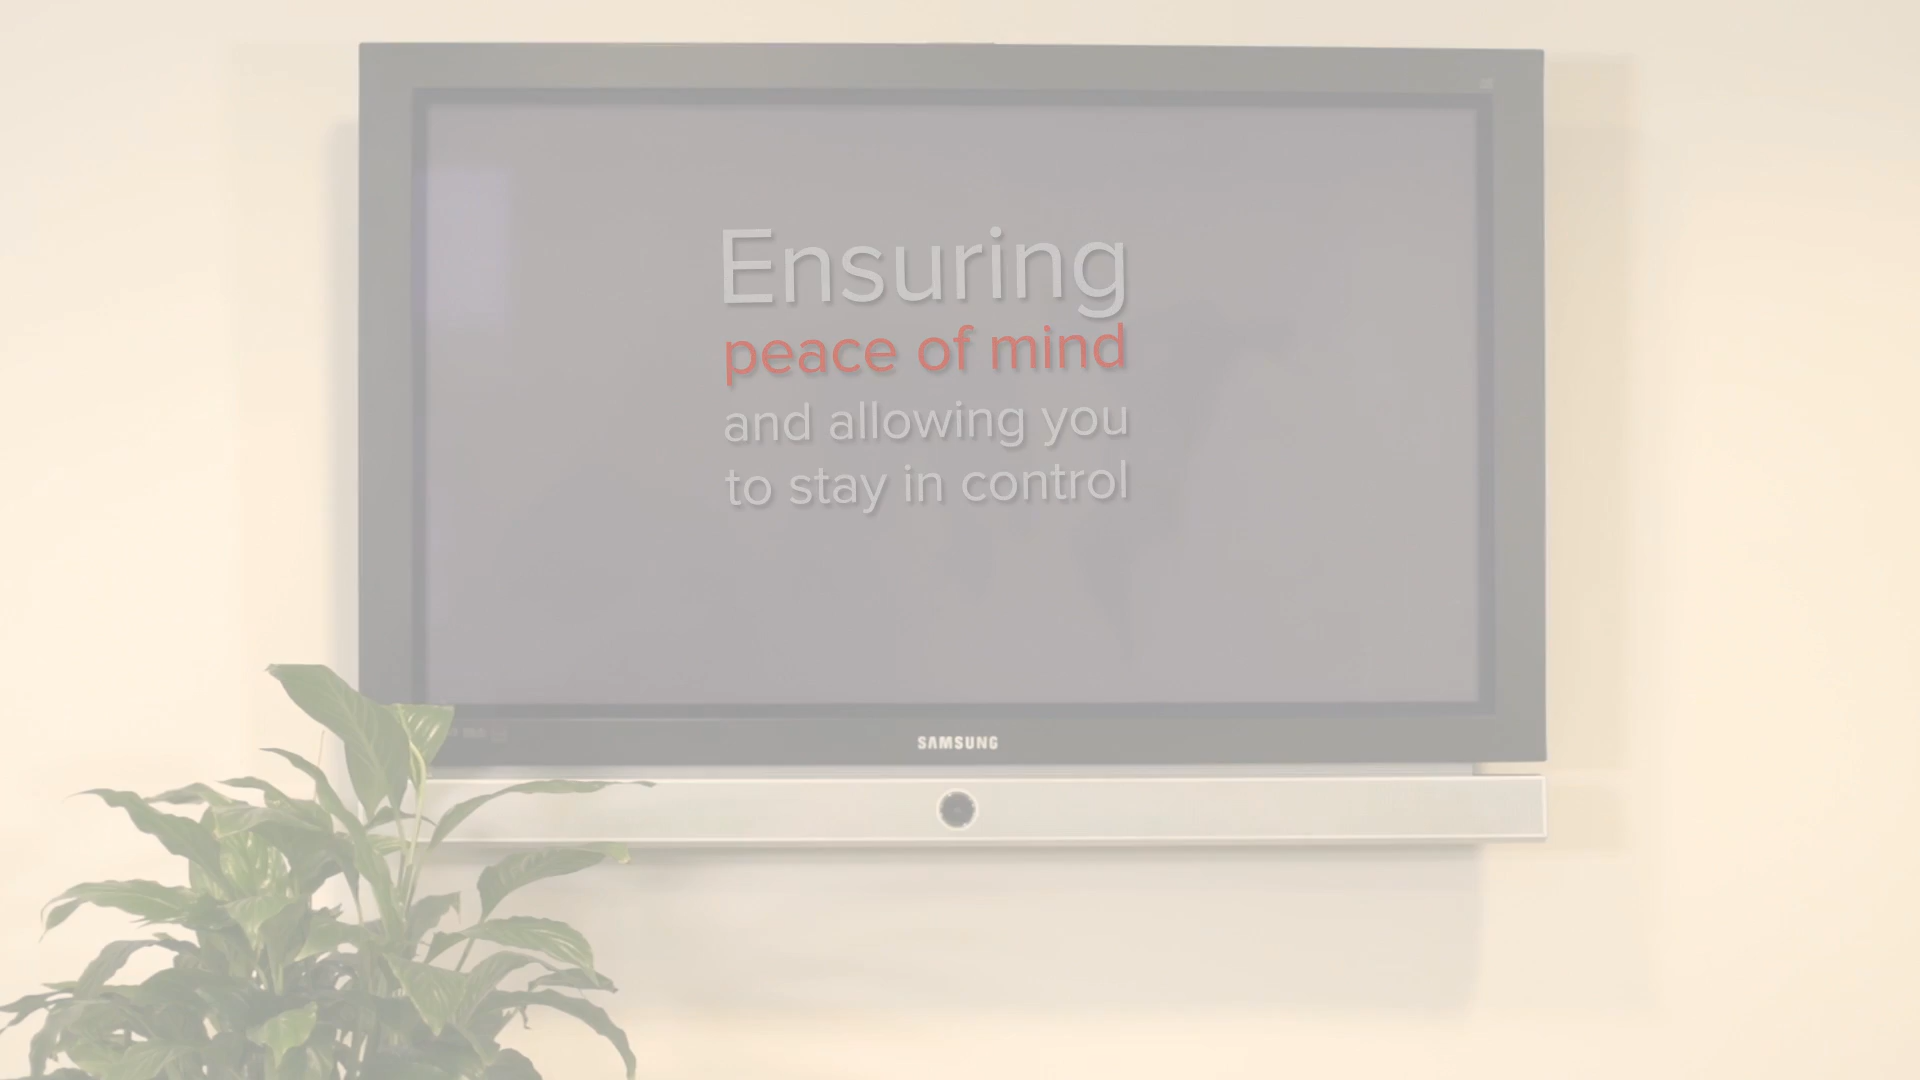 Ensuring
peace of mind
and allowing you
to stay in control
SAMSUNG